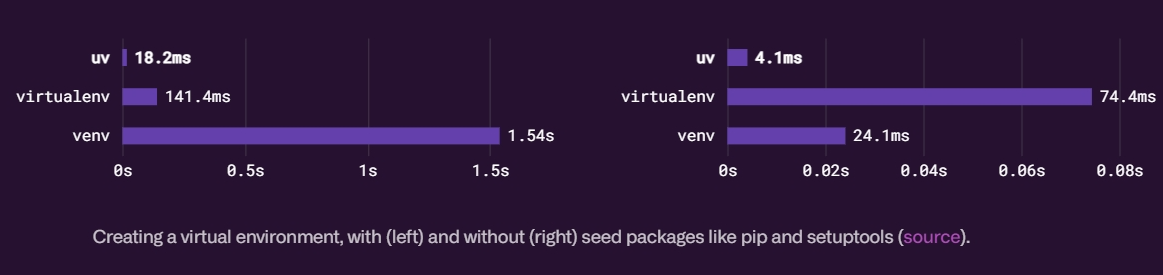 uv 18.2ms
virtualenv 141.4ms
venv 1.54s
0s 0.5s 1s 1.5s
uv 4.1ms
virtualenv 74.4ms
venv 24.1ms
0s 0.02s 0.04s 0.06s 0.08s
Creating a virtual environment, with (left) and without (right) seed packages like pip and setuptools (source).